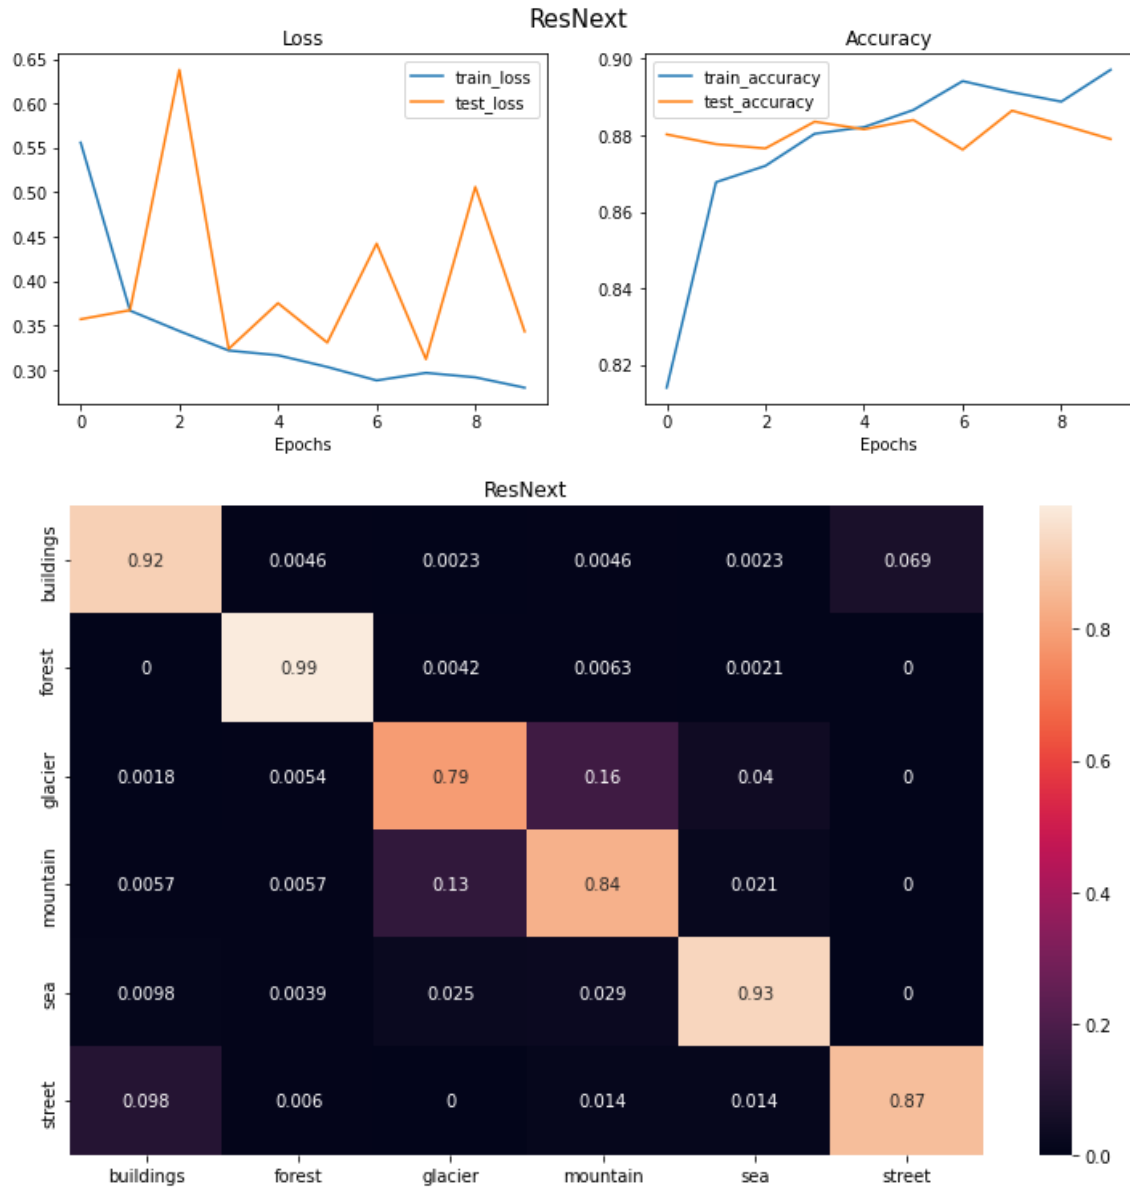 ResNext
Loss
Accuracy
0.65
0.60
0.55
0.50
0.45
0.40
0.35
0.30
train_loss
test_loss
0 2 4 6 8
Epochs
0.90
0.88
0.86
0.84
0.82
train_accuracy
test_accuracy
0 2 4 6 8
Epochs
ResNext
buildings 0.92 0.0046 0.0023 0.0046 0.0023 0.069
forest 0 0.99 0.0042 0.0063 0.0021 0
glacier 0.0018 0.0054 0.79 0.16 0.04 0
mountain 0.0057 0.0057 0.13 0.84 0.021 0
sea 0.0098 0.0039 0.025 0.029 0.93 0
street 0.098 0.006 0 0.014 0.014 0.87
buildings forest glacier mountain sea street
0.8
0.6
0.4
0.2
0.0